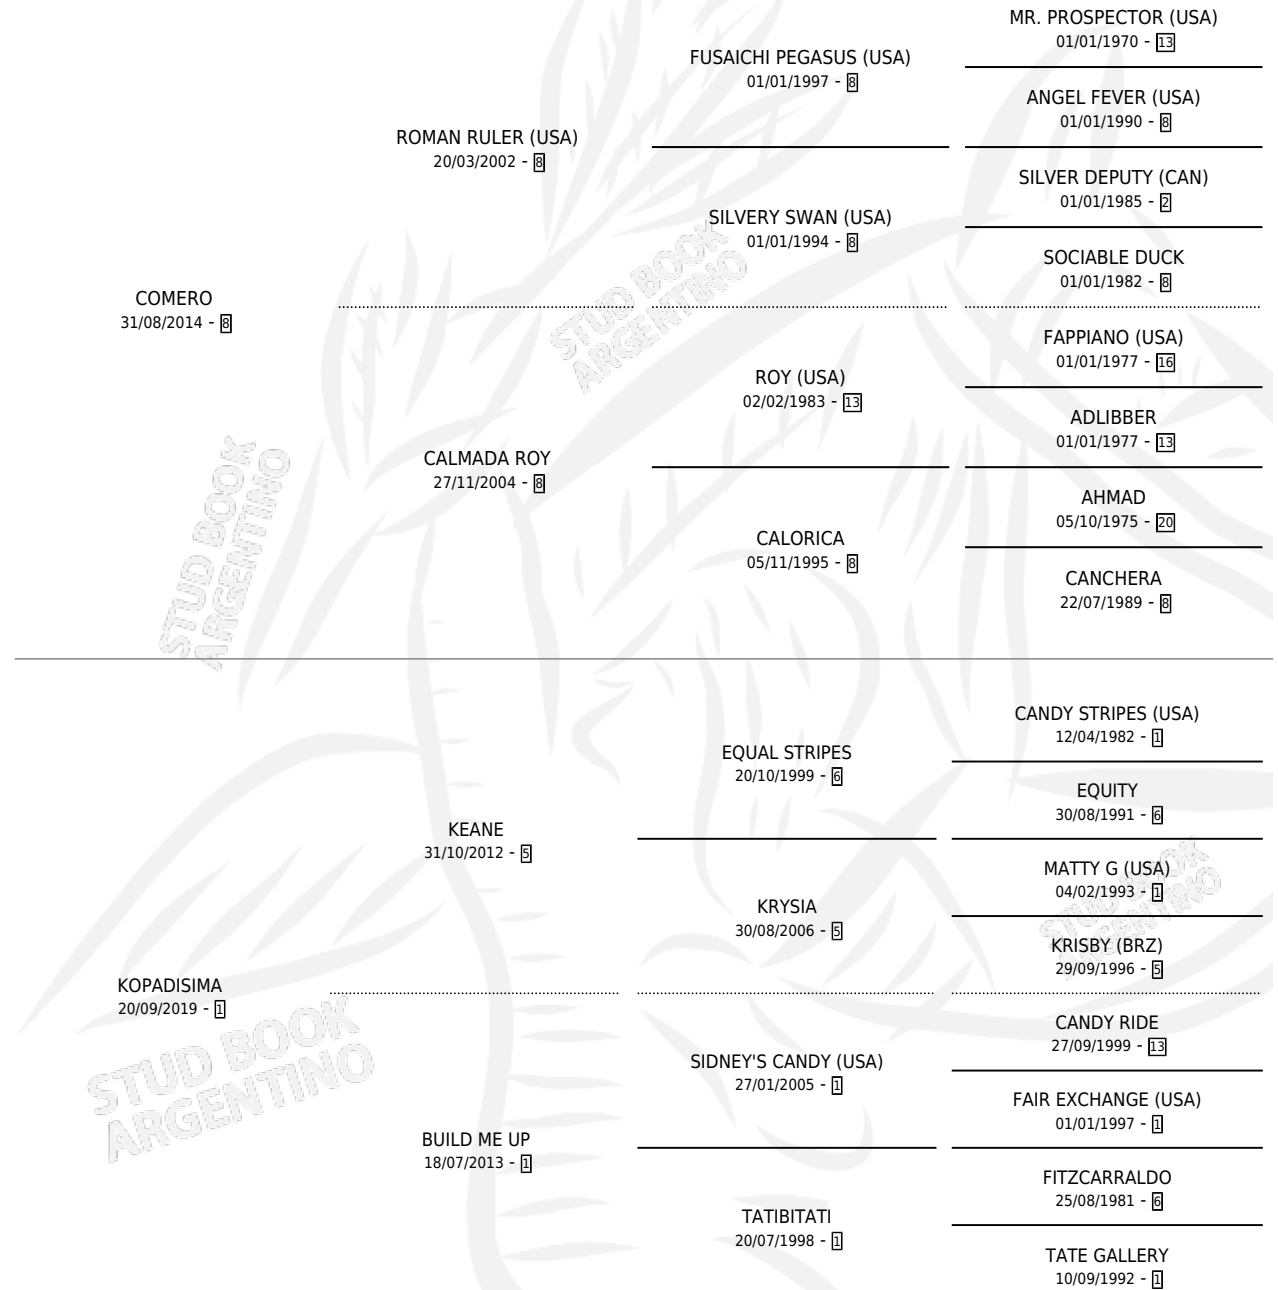 MR. PROSPECTOR (USA)
01/01/1970 - 13
FUSAICHI PEGASUS (USA)
01/01/1997 - 8
ANGEL FEVER (USA)
01/01/1990 - 8
ROMAN RULER (USA)
20/03/2002 - 8
SILVER DEPUTY (CAN)
01/01/1985 - 2
SILVERY SWAN (USA)
01/01/1994 - 8
SOCIABLE DUCK
01/01/1982 - 8
STUD BOOK
ARGENTINO
COMERO
31/08/2014 - 8
FAPPIANO (USA)
01/01/1977 - 16
ROY (USA)
02/02/1983 - 13
ADLIBBER
01/01/1977 - 13
CALMADA ROY
27/11/2004 - 8
AHMAD
05/10/1975 - 20
CALORICA
05/11/1995 - 8
CANCHERA
22/07/1989 - 8
STUD BOOK
ARGENTINO
CANDY STRIPES (USA)
12/04/1982 - 1
EQUAL STRIPES
20/10/1999 - 6
EQUITY
30/08/1991 - 6
KEANE
31/10/2012 - 5
MATTY G (USA)
04/02/1993 - 1
KRYSIA
30/08/2006 - 5
KRISBY (BRZ)
29/09/1996 - 5
STUD BOOK
ARGENTINO
KOPADISIMA
20/09/2019 - 1
CANDY RIDE
27/09/1999 - 13
SIDNEY'S CANDY (USA)
27/01/2005 - 1
FAIR EXCHANGE (USA)
01/01/1997 - 1
STUD BOOK
ARGENTINO
BUILD ME UP
18/07/2013 - 1
FITZCARRALDO
25/08/1981 - 6
TATIBITATI
20/07/1998 - 1
TATE GALLERY
10/09/1992 - 1